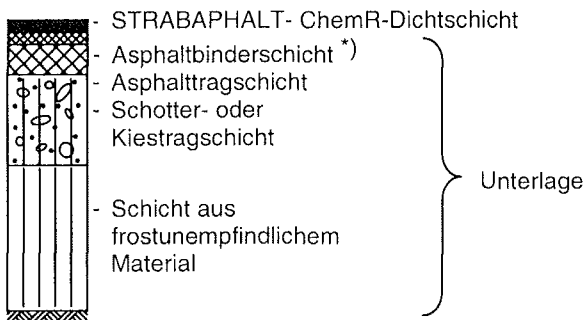 - STRABAPHALT- ChemR-Dichtschicht
- Asphaltbinderschicht *)
- Asphalttragschicht
- Schotter- oder
Kiestragschicht
- Schicht aus
frostunempfindlichem
Material
Unterlage